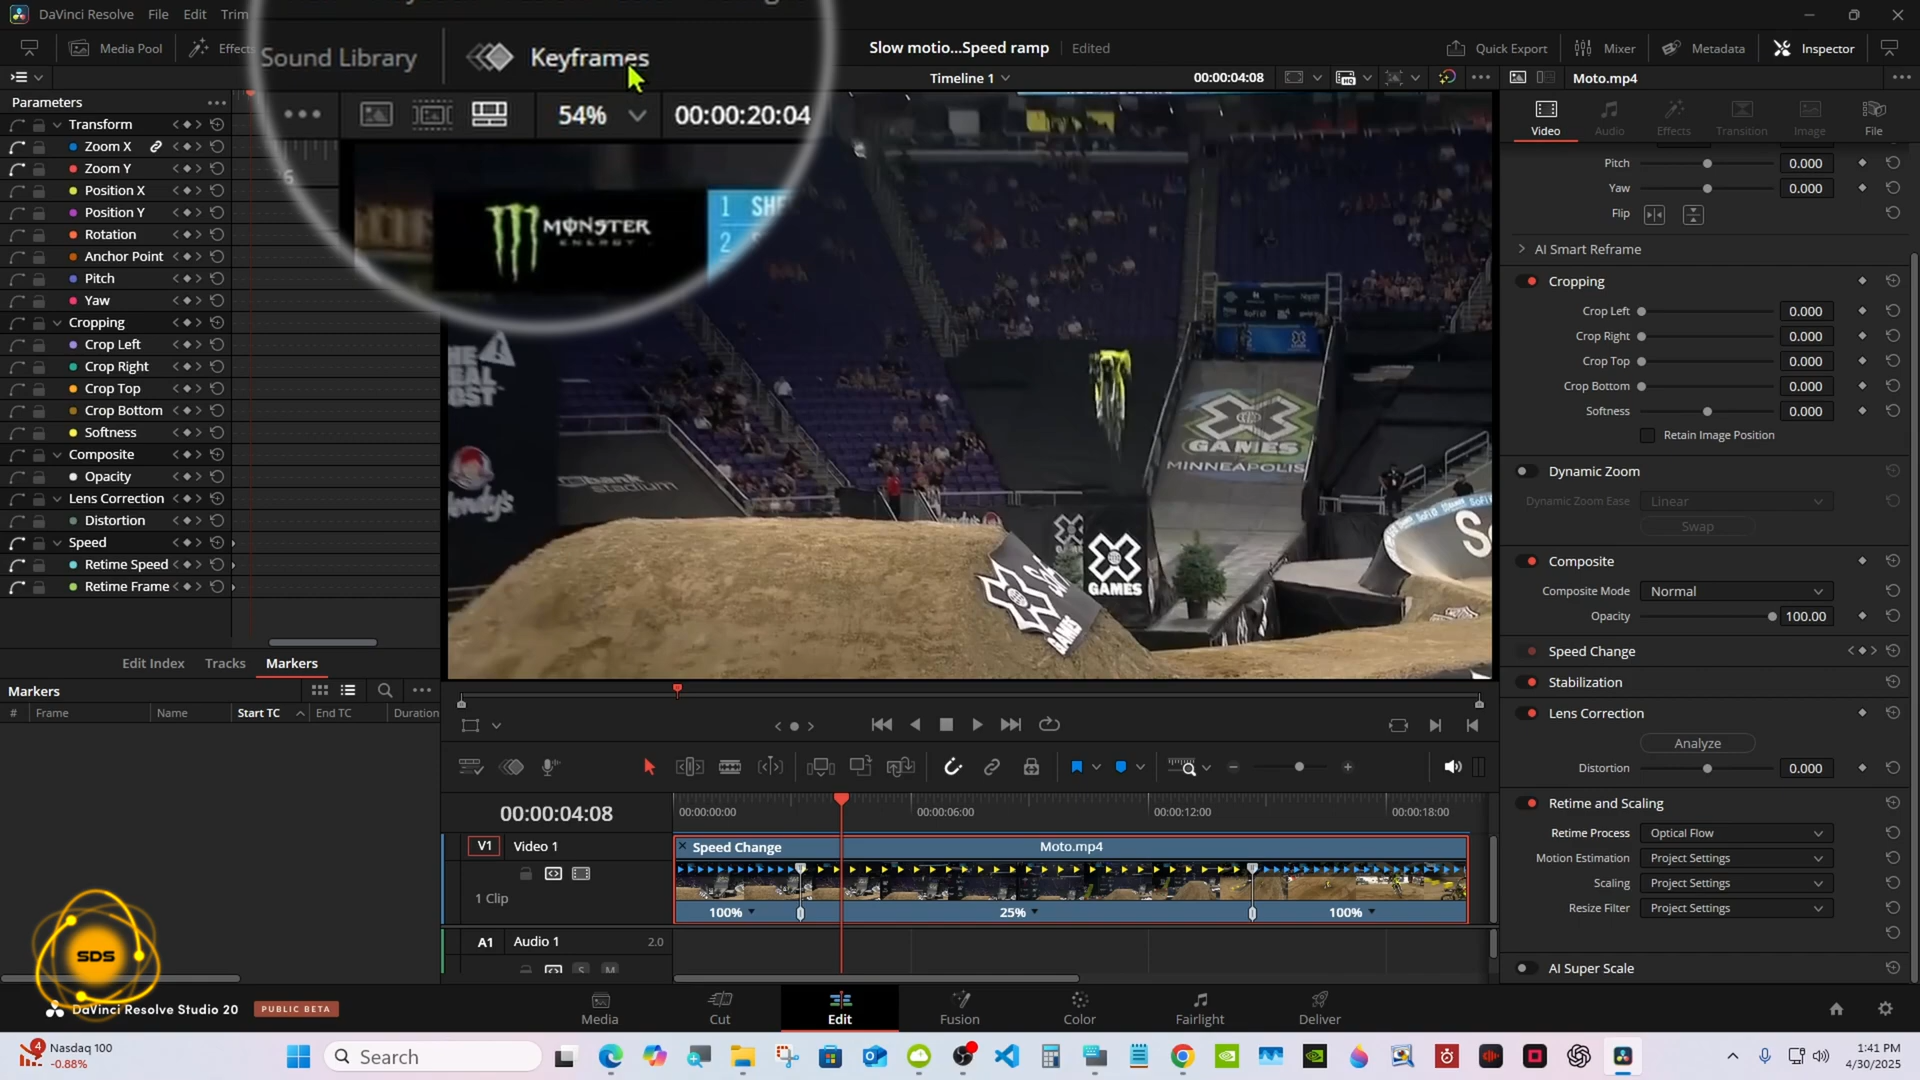 DaVinci Resolve File Edit Trim
Media Pool Effects Sound Library Keyframes Slow motio...Speed ramp Edited Quick Export Mixer Metadata Inspector
54% 00:00:20:04 Timeline 1 00:00:04:08 Moto.mp4
Parameters
Video Audio Effects Transition Image File
Transform
Zoom X
Zoom Y
Position X
Position Y
Rotation
Anchor Point
Pitch
Yaw
Cropping
Crop Left
Crop Right
Crop Top
Crop Bottom
Softness
Composite
Opacity
Lens Correction
Distortion
Speed
Retime Speed
Retime Frame
Edit Index Tracks Markers
Markers
# Frame Name Start TC End TC Duration
6
MONSTER
ENERGY
1 SHE
2
GAMES
MINNEAPOLIS
GAMES
GAMES
Pitch 0.000
Yaw 0.000
Flip
AI Smart Reframe
Cropping
Crop Left 0.000
Crop Right 0.000
Crop Top 0.000
Crop Bottom 0.000
Softness 0.000
Retain Image Position
Dynamic Zoom
Dynamic Zoom Ease Linear
Swap
Composite
Composite Mode Normal
Opacity 100.00
Speed Change
Stabilization
Lens Correction
Analyze
Distortion 0.000
Retime and Scaling
Retime Process Optical Flow
Motion Estimation Project Settings
Scaling Project Settings
Resize Filter Project Settings
AI Super Scale
00:00:04:08 00:00:00:00 00:00:06:00 00:00:12:00 00:00:18:00
V1 Video 1 Speed Change Moto.mp4
1 Clip 100% 25% 100%
A1 Audio 1 2.0
S M
SDS
DaVinci Resolve Studio 20 PUBLIC BETA
Media Cut Edit Fusion Color Fairlight Deliver
4 Nasdaq 100
-0.88%
Search
1:41 PM
4/30/2025